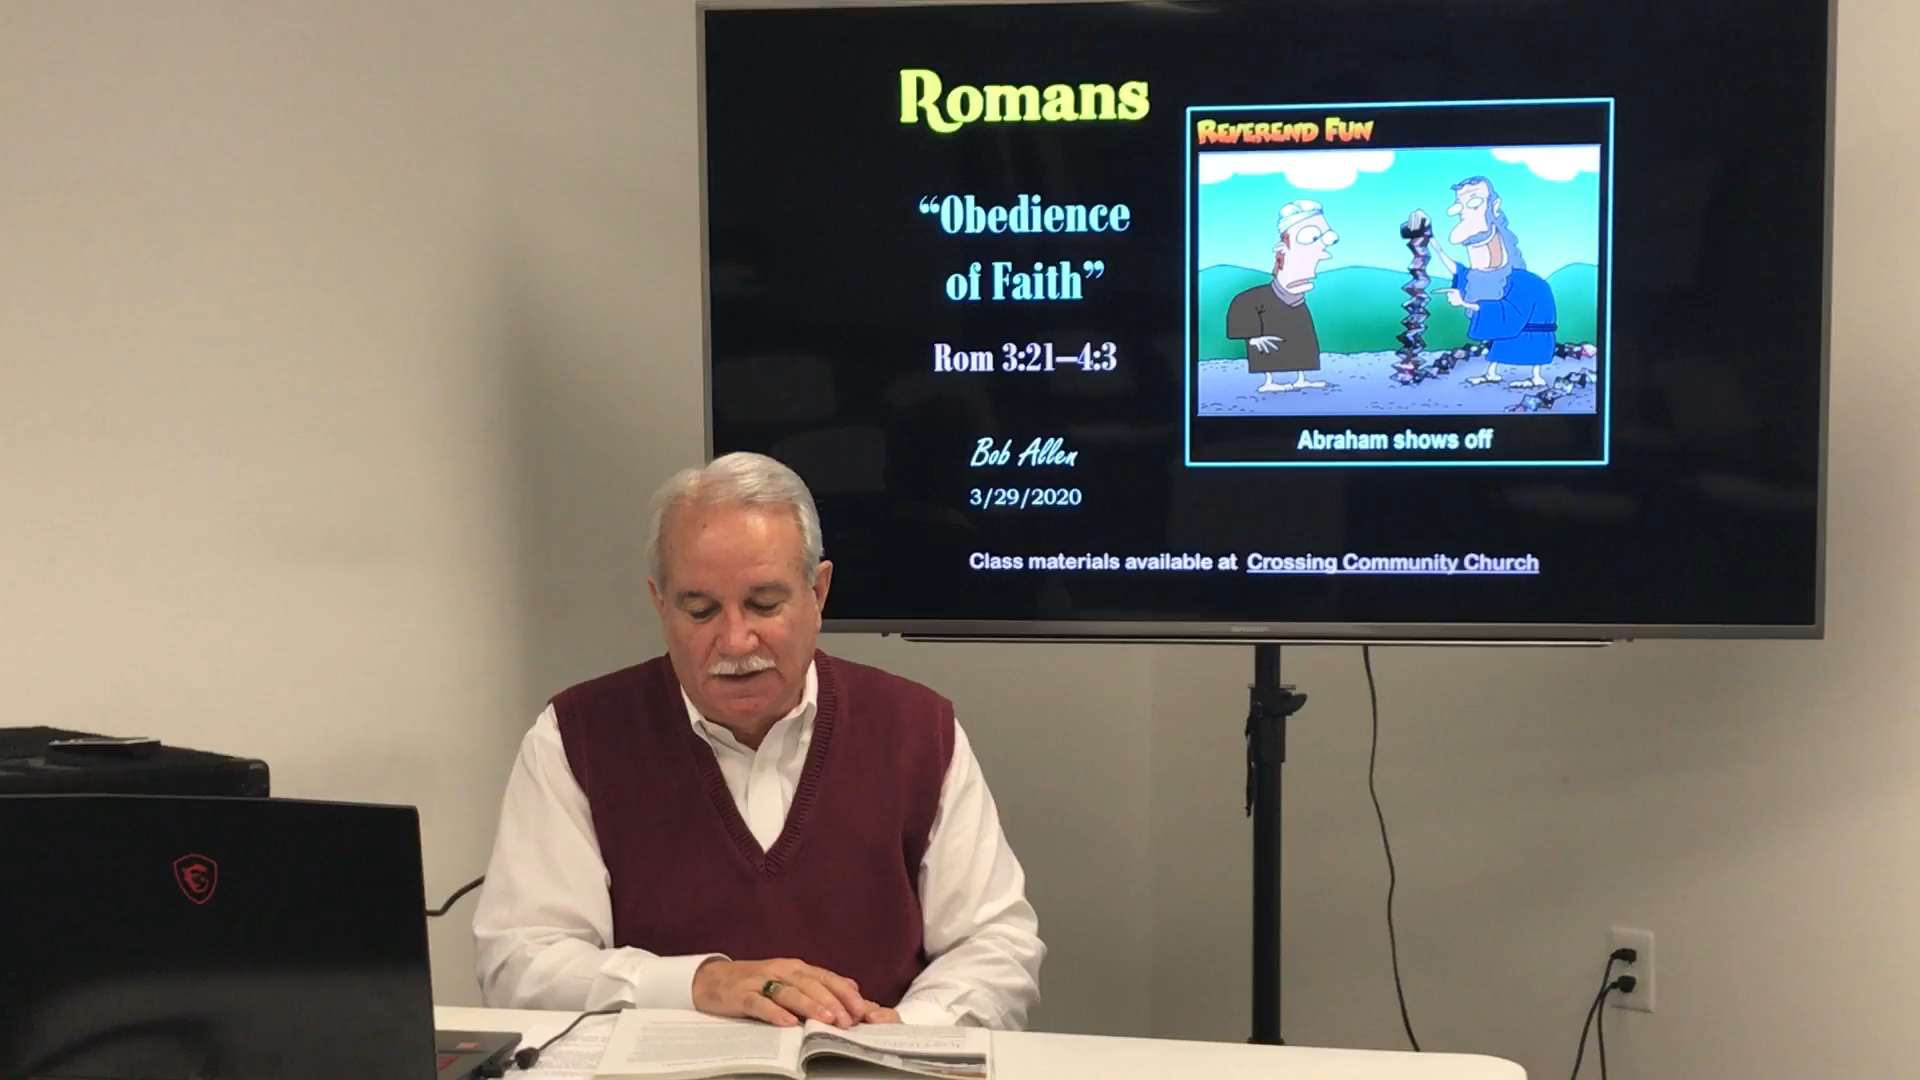 Romans
REVEREND FUN
“Obedience
of Faith”
Rom 3:21–4:3
Abraham shows off
Bob Allen
3/29/2020
Class materials available at Crossing Community Church